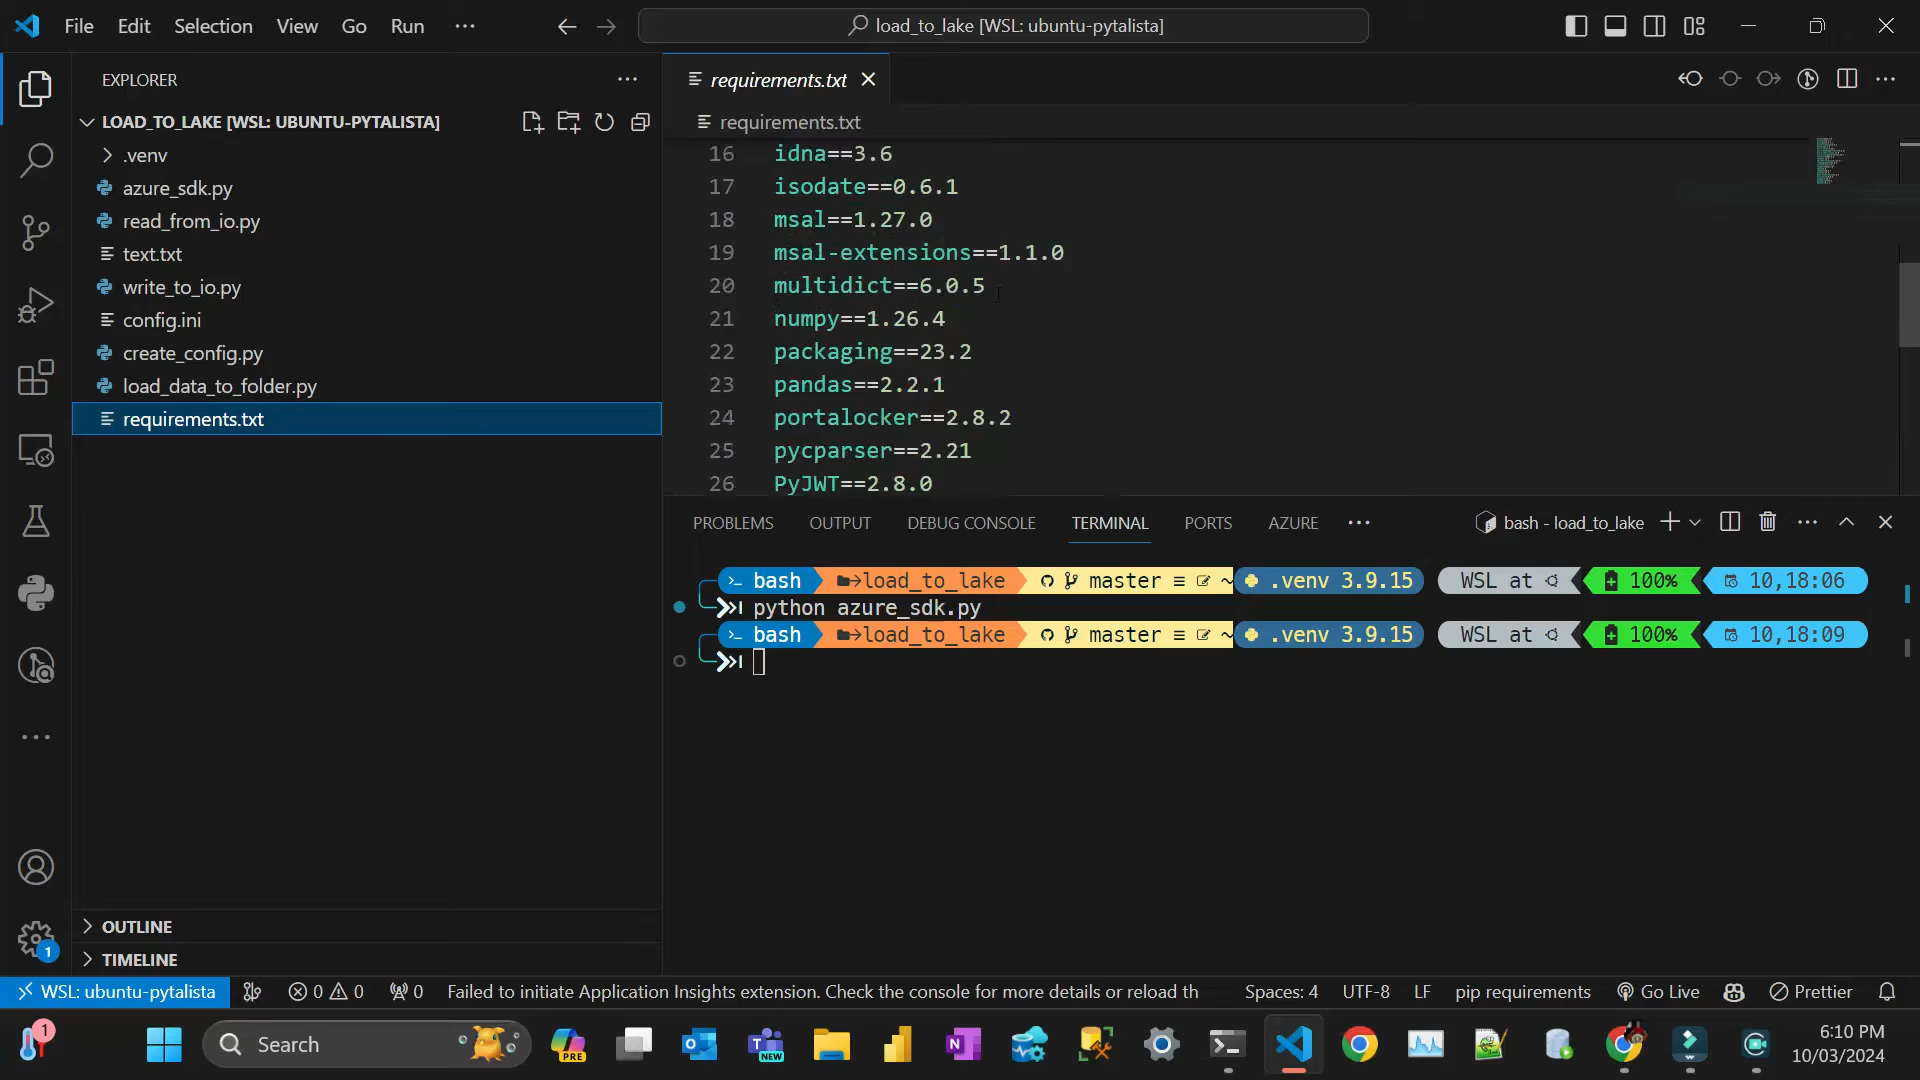 File Edit Selection View Go Run ···
load_to_lake [WSL: ubuntu-pytalista]
EXPLORER
LOAD_TO_LAKE [WSL: UBUNTU-PYTALISTA]
.venv
azure_sdk.py
read_from_io.py
text.txt
write_to_io.py
config.ini
create_config.py
load_data_to_folder.py
requirements.txt
OUTLINE
TIMELINE
requirements.txt
requirements.txt
16 idna==3.6
17 isodate==0.6.1
18 msal==1.27.0
19 msal-extensions==1.1.0
20 multidict==6.0.5
21 numpy==1.26.4
22 packaging==23.2
23 pandas==2.2.1
24 portalocker==2.8.2
25 pycparser==2.21
26 PyJWT==2.8.0
PROBLEMS OUTPUT DEBUG CONSOLE TERMINAL PORTS AZURE ···
bash - load_to_lake
bash load_to_lake master ≡ ~ .venv 3.9.15 WSL at 100% 10,18:06
python azure_sdk.py
bash load_to_lake master ≡ ~ .venv 3.9.15 WSL at 100% 10,18:09
1
WSL: ubuntu-pytalista 0 0 0 Failed to initiate Application Insights extension. Check the console for more details or reload th Spaces: 4 UTF-8 LF pip requirements Go Live Prettier
1
Search
PRE
NEW
6:10 PM
10/03/2024